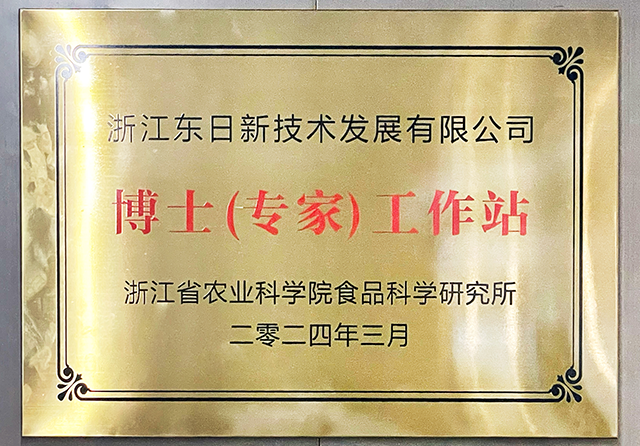 浙江东日新技术发展有限公司
博士(专家)工作站
浙江省农业科学院食品科学研究所
二零二四年三月